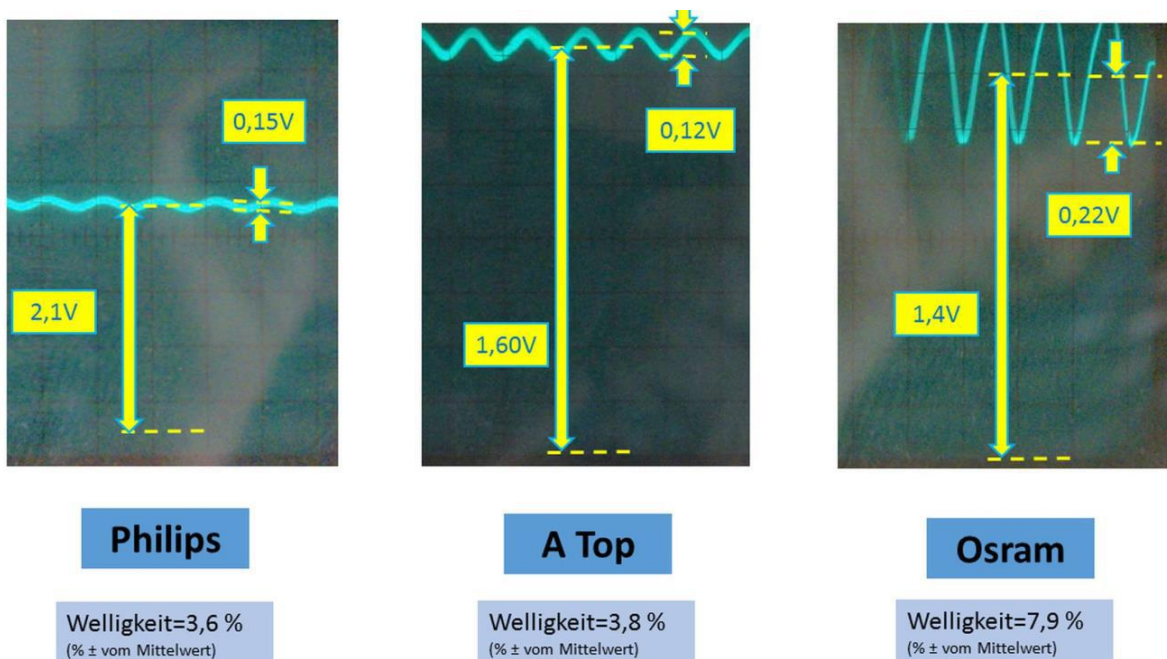 0,15V
2,1V
Philips
Welligkeit=3,6 %
(% ± vom Mittelwert)
0,12V
1,60V
A Top
Welligkeit=3,8 %
(% ± vom Mittelwert)
0,22V
1,4V
Osram
Welligkeit=7,9 %
(% ± vom Mittelwert)